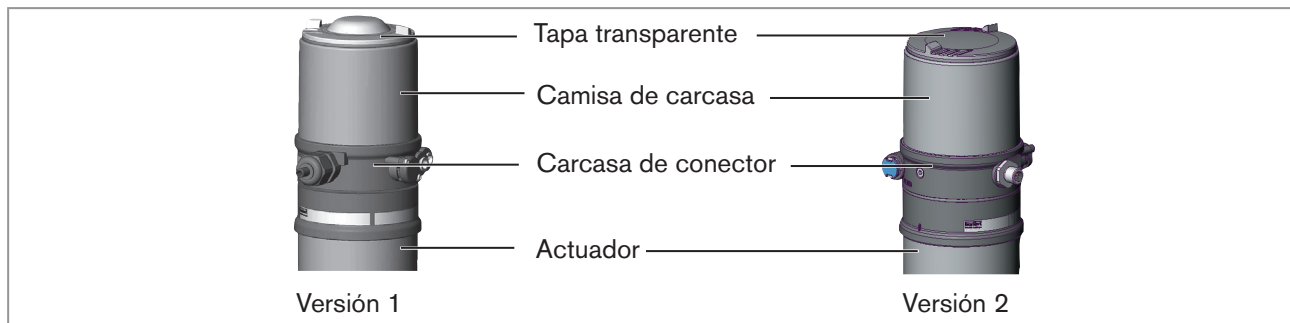 Tapa transparente
Camisa de carcasa
Carcasa de conector
Actuador
Versión 1
Versión 2